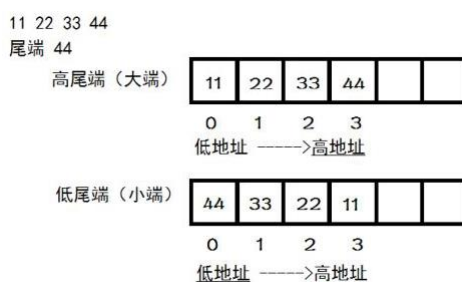 11 22 33 44
尾端 44
高尾端（大端） 11 22 33 44
0 1 2 3
低地址 ----->高地址
低尾端（小端） 44 33 22 11
0 1 2 3
低地址 ----->高地址